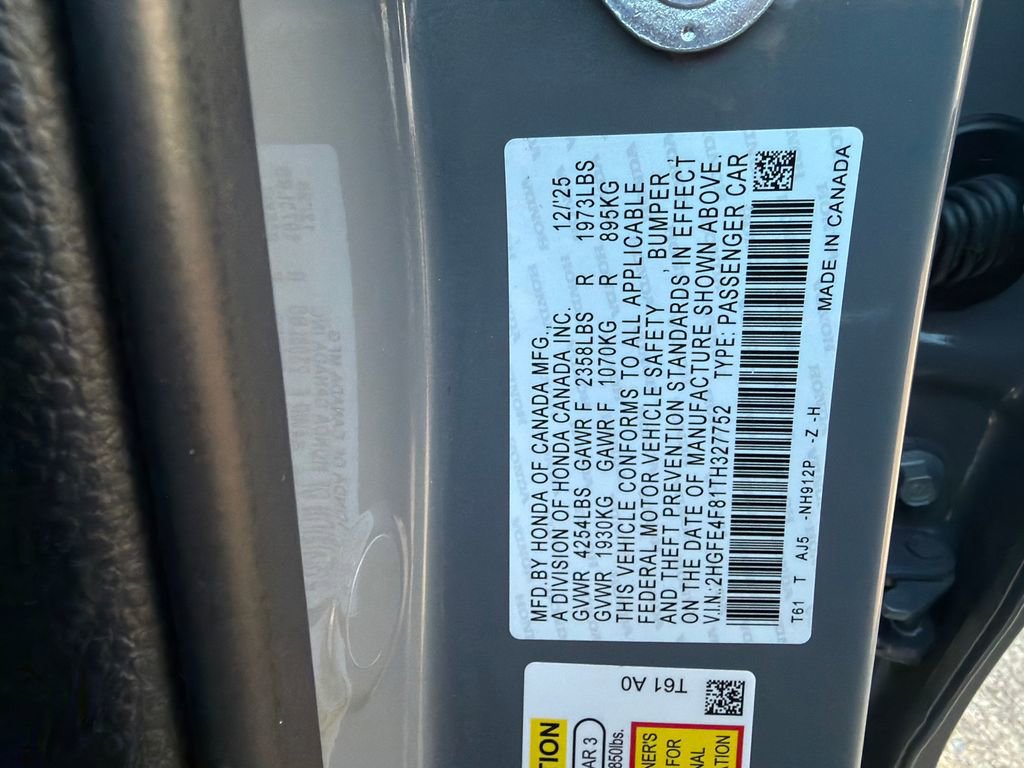 MFD.BY HONDA OF CANADA MFG.,
A DIVISION OF HONDA CANADA INC. 12/'25
GVWR 4254LBS GAWR F 2358LBS R 1973LBS
GVWR 1930KG GAWR F 1070KG R 895KG
THIS VEHICLE CONFORMS TO ALL APPLICABLE
FEDERAL MOTOR VEHICLE SAFETY, BUMPER,
AND THEFT PREVENTION STANDARDS, IN EFFECT
ON THE DATE OF MANUFACTURE SHOWN ABOVE.
V.I.N.:2HGFE4F81TH327752 TYPE: PASSENGER CAR
T61 T AJ5 -NH912P -Z -H MADE IN CANADA
T61 A0